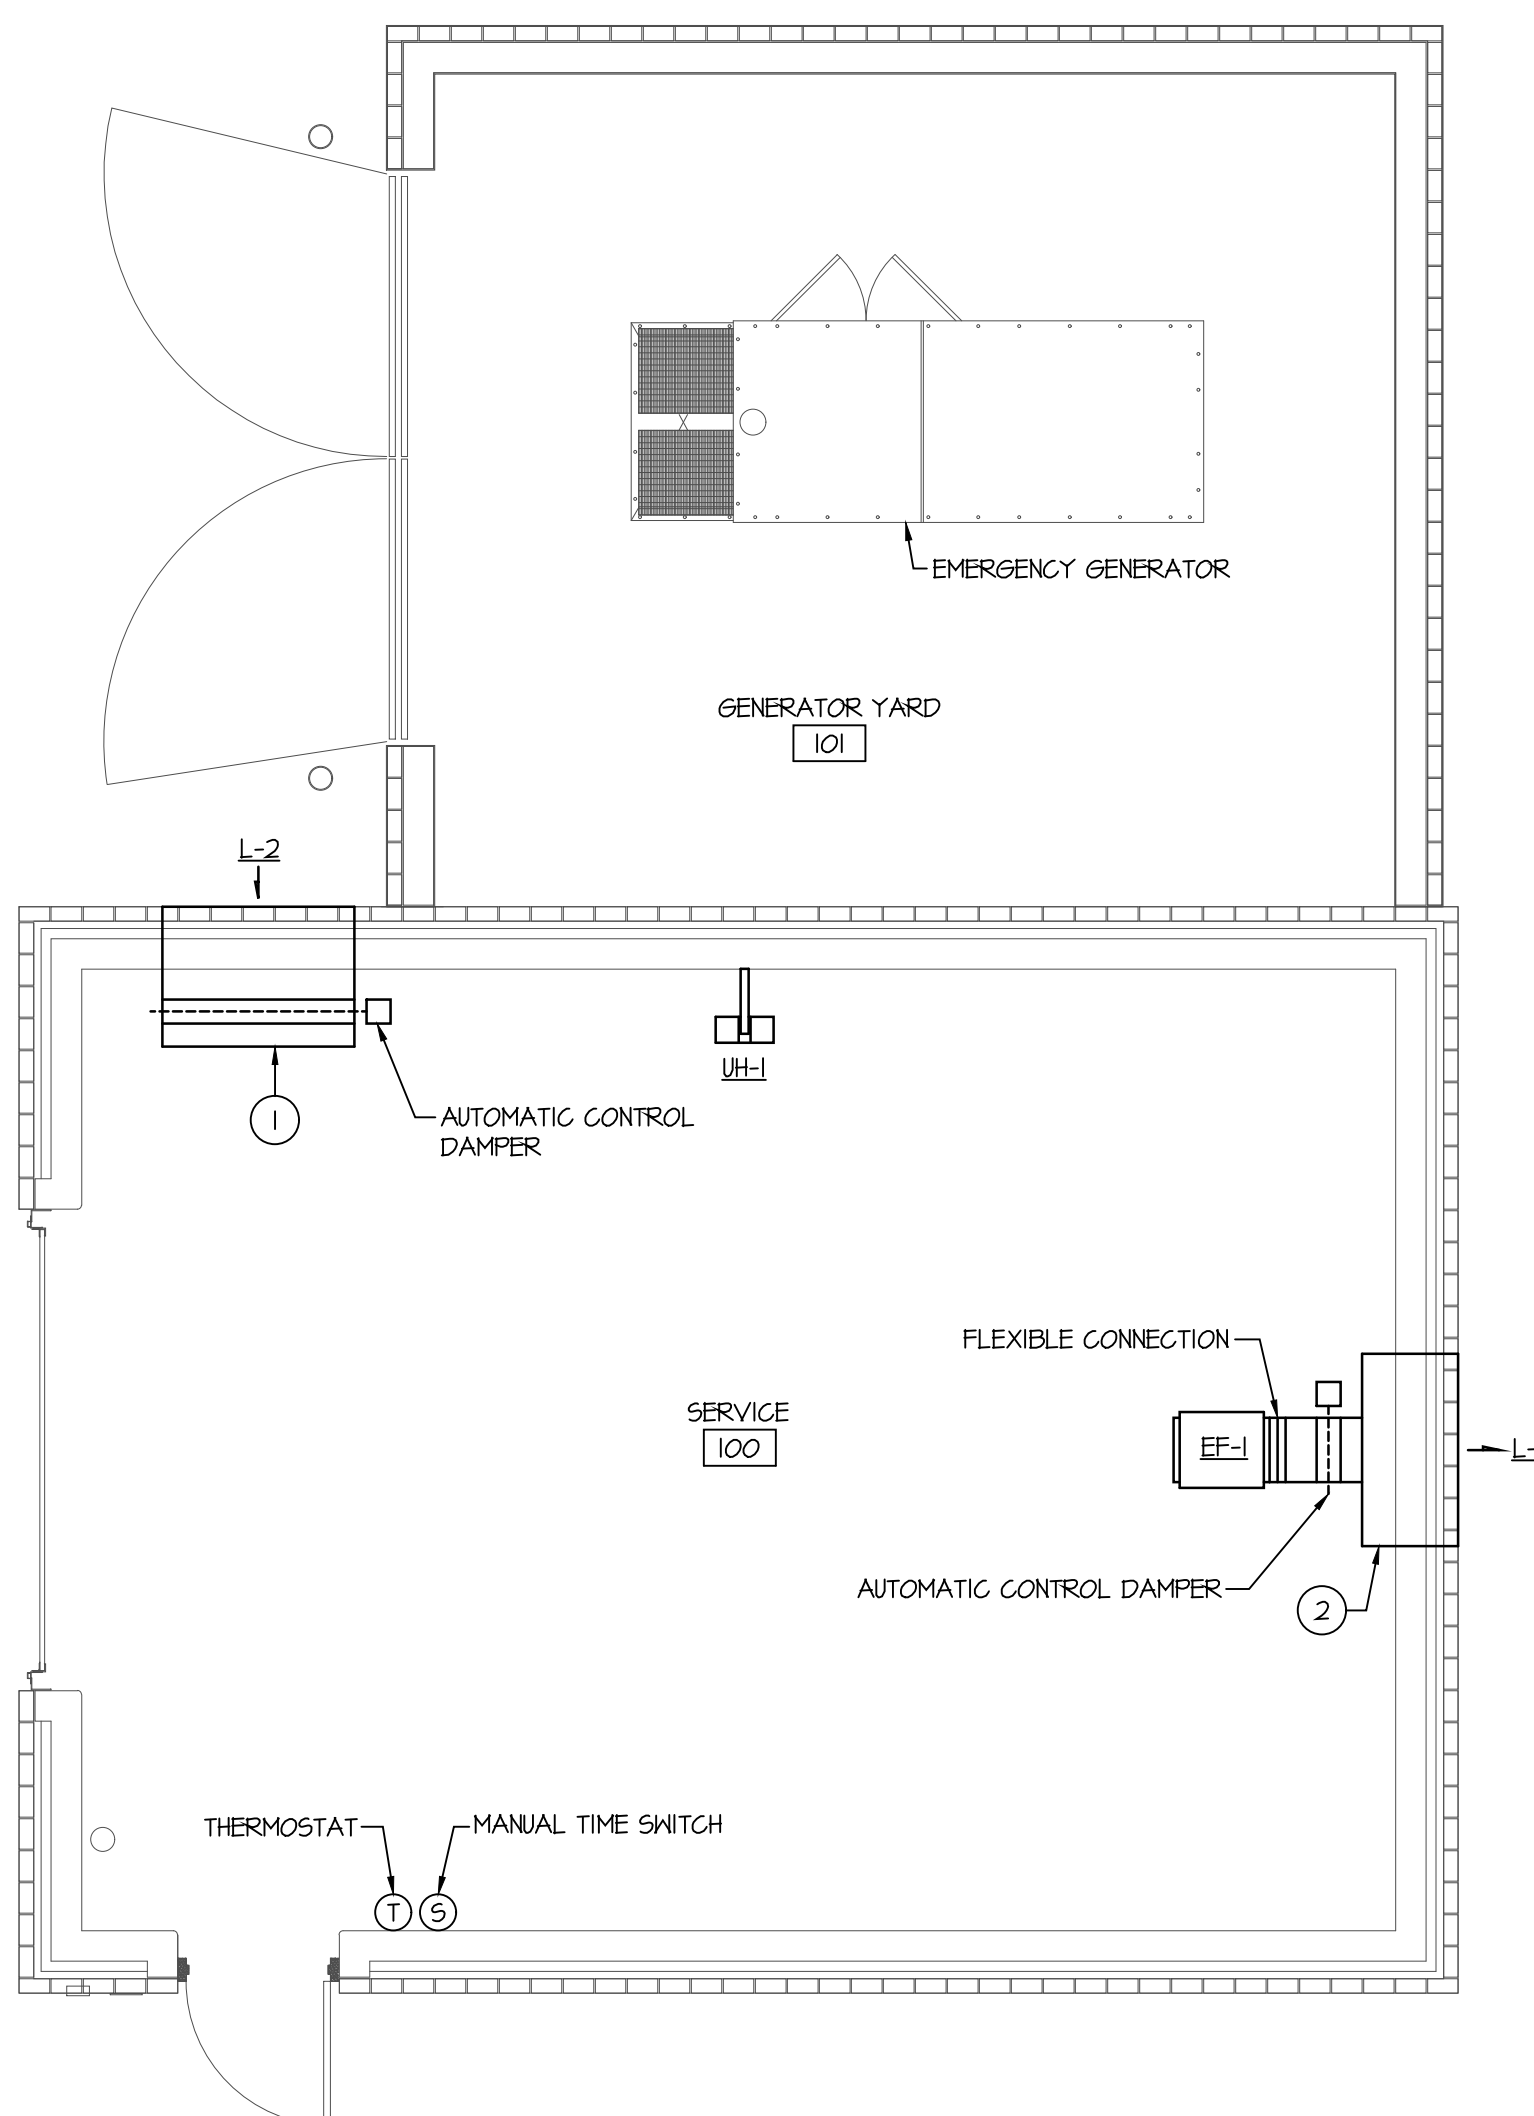 EMERGENCY GENERATOR
GENERATOR YARD
101
L-2
UH-1
1
AUTOMATIC CONTROL
DAMPER
FLEXIBLE CONNECTION
SERVICE
100
EF-1
AUTOMATIC CONTROL DAMPER
2
THERMOSTAT
MANUAL TIME SWITCH
T
S